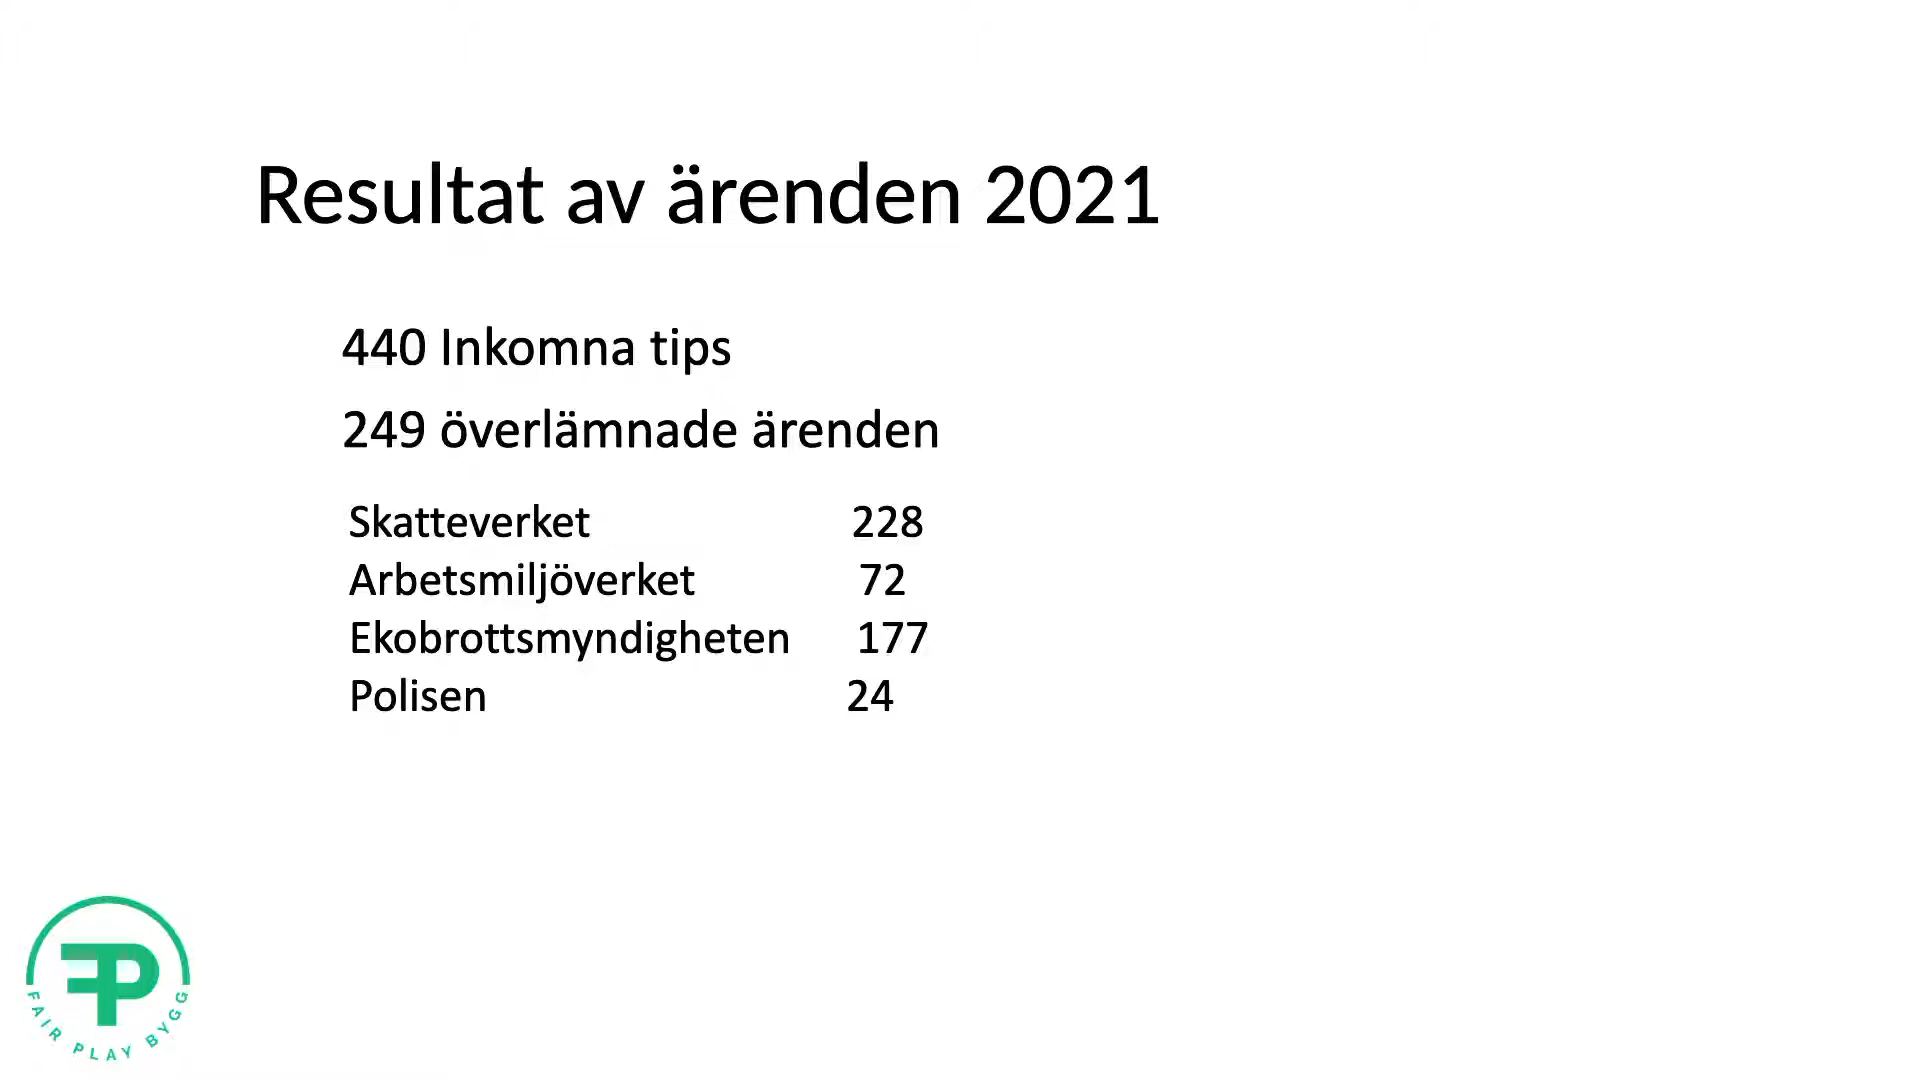 Resultat av ärenden 2021
440 Inkomna tips
249 överlämnade ärenden
Skatteverket 228
Arbetsmiljöverket 72
Ekobrottsmyndigheten 177
Polisen 24
FP
FAIR PLAY BYGG